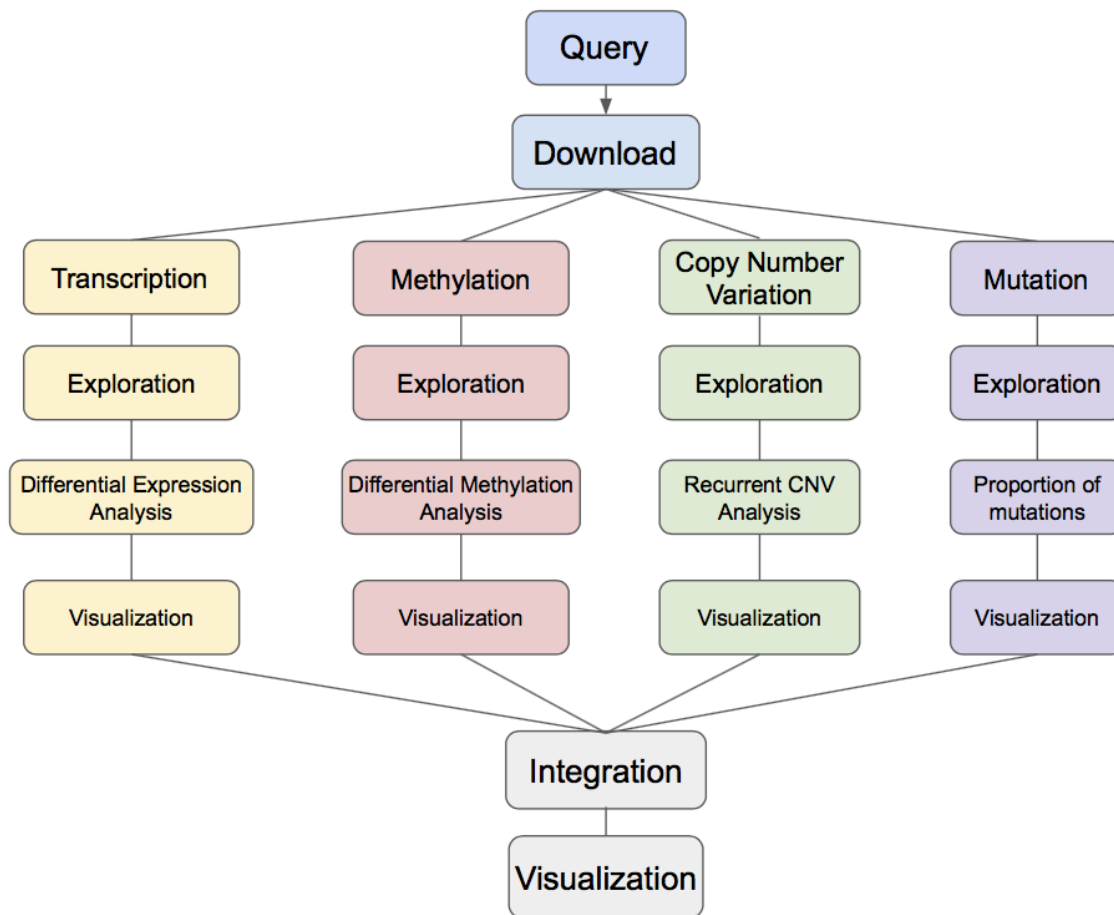 Query
Download
Transcription
Methylation
Copy Number
Variation
Mutation
Exploration
Exploration
Exploration
Exploration
Differential Expression
Analysis
Differential Methylation
Analysis
Recurrent CNV
Analysis
Proportion of
mutations
Visualization
Visualization
Visualization
Visualization
Integration
Visualization